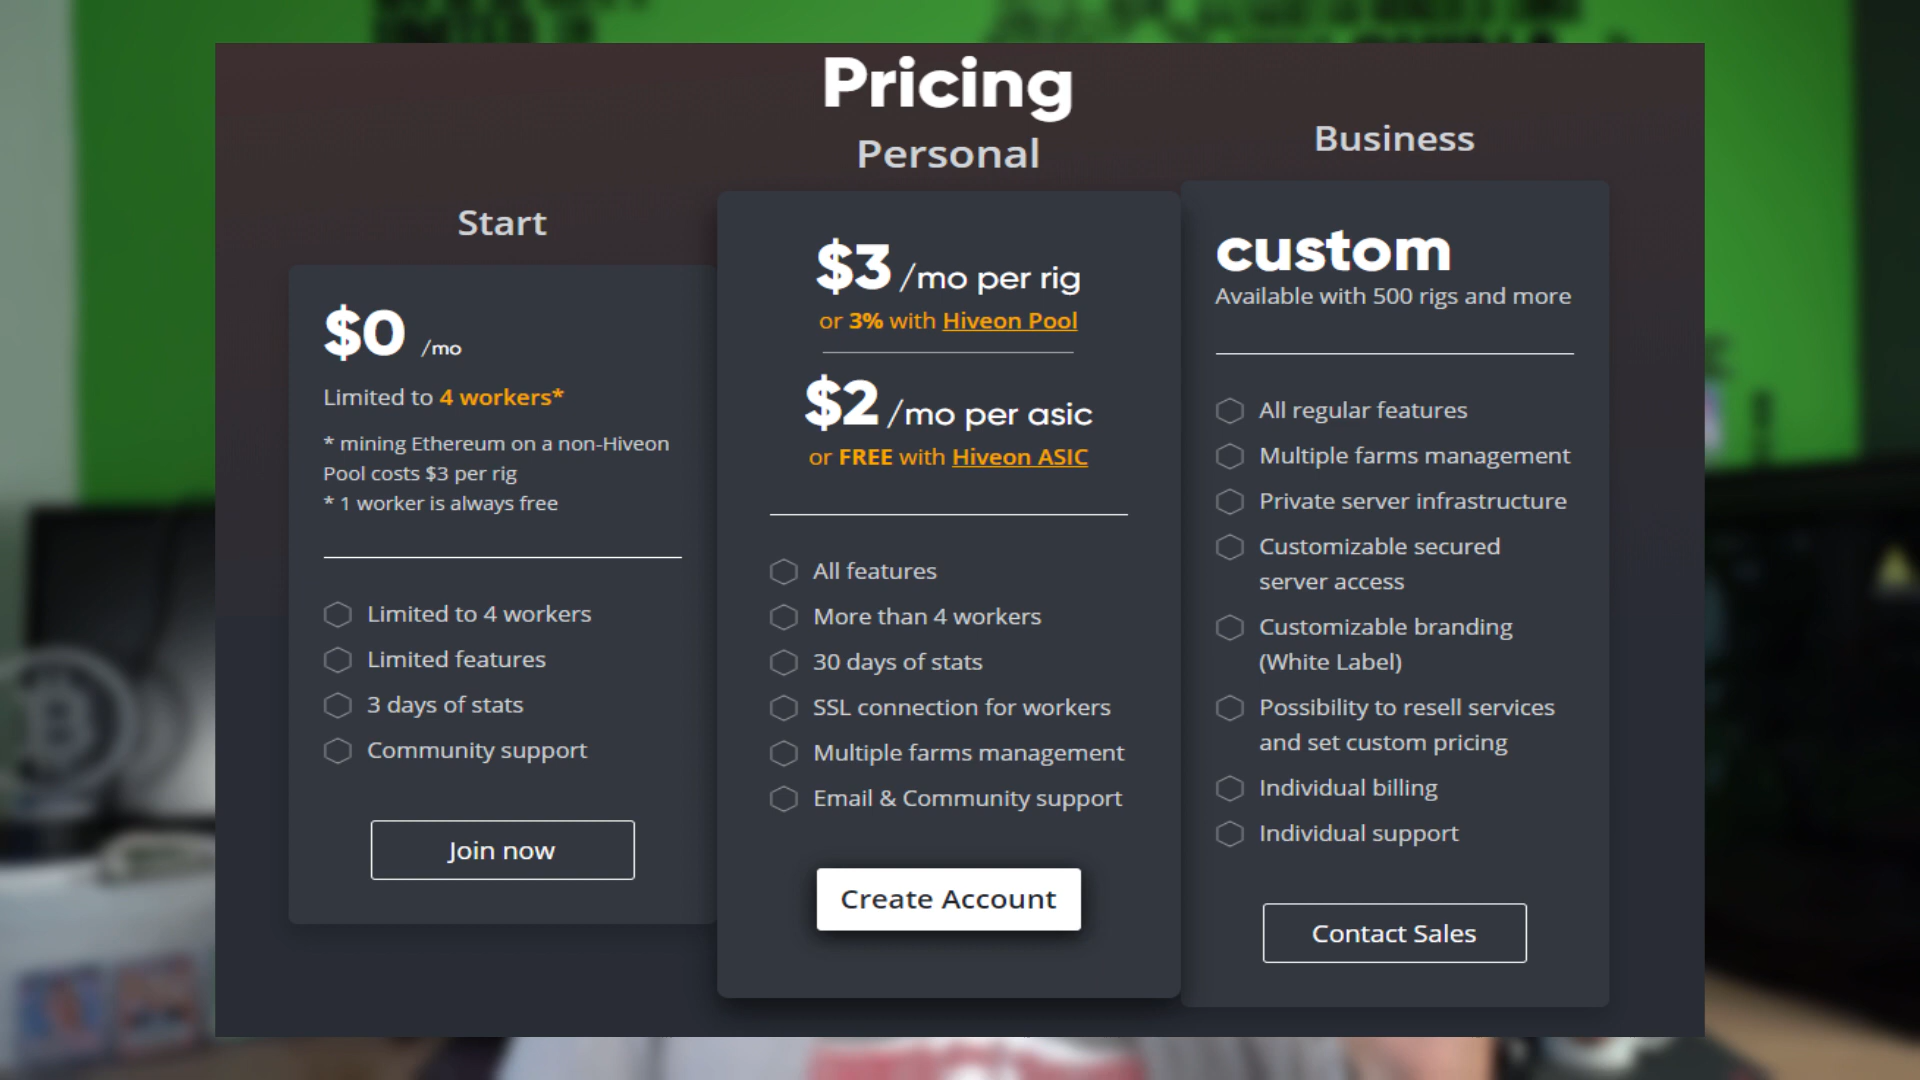 Pricing
Start
$0 /mo
Limited to 4 workers*
* mining Ethereum on a non-Hiveon
Pool costs $3 per rig
* 1 worker is always free
Limited to 4 workers
Limited features
3 days of stats
Community support
Join now
Personal
$3 /mo per rig
or 3% with Hiveon Pool
$2 /mo per asic
or FREE with Hiveon ASIC
All features
More than 4 workers
30 days of stats
SSL connection for workers
Multiple farms management
Email & Community support
Create Account
Business
custom
Available with 500 rigs and more
All regular features
Multiple farms management
Private server infrastructure
Customizable secured
server access
Customizable branding
(White Label)
Possibility to resell services
and set custom pricing
Individual billing
Individual support
Contact Sales